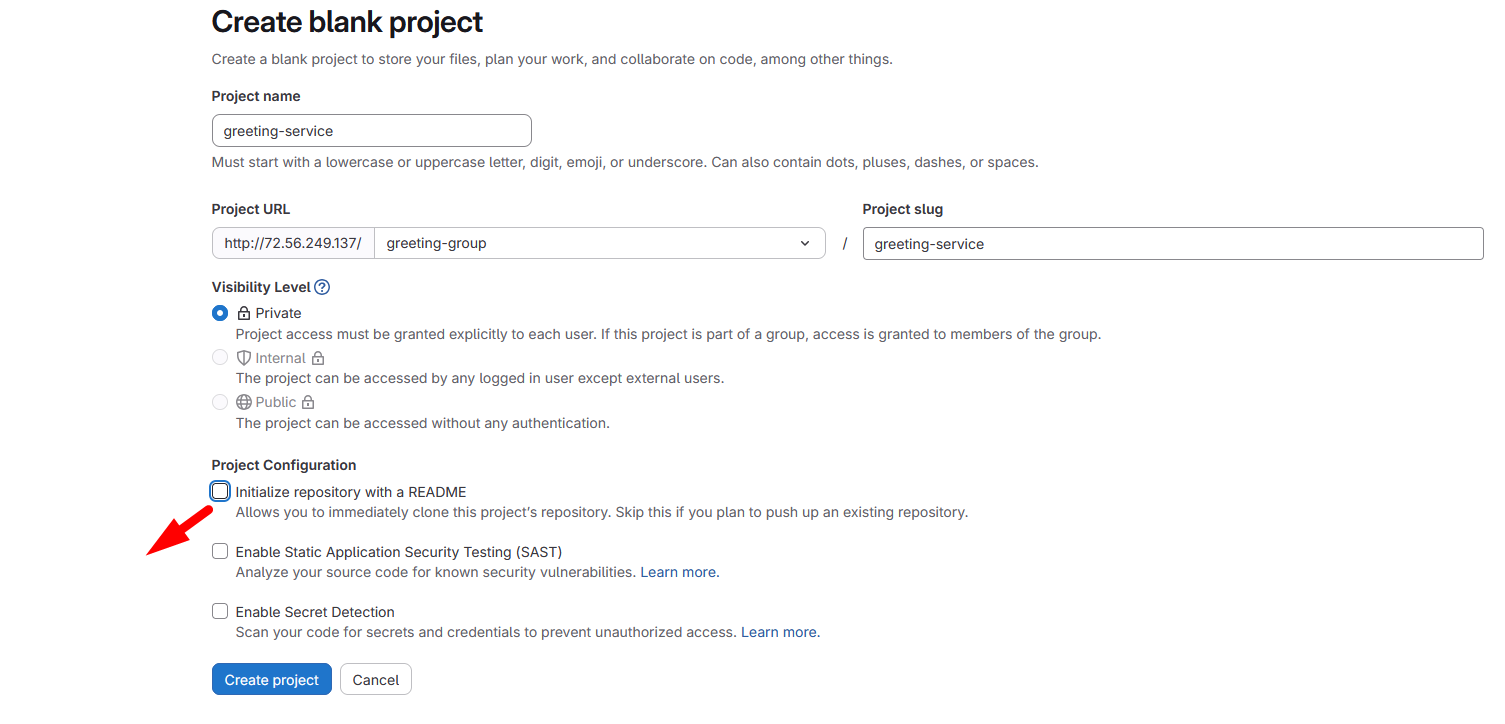 Create blank project
Create a blank project to store your files, plan your work, and collaborate on code, among other things.
Project name
greeting-service
Must start with a lowercase or uppercase letter, digit, emoji, or underscore. Can also contain dots, pluses, dashes, or spaces.
Project URL
http://72.56.249.137/ greeting-group
/
Project slug
greeting-service
Visibility Level ?
Private
Project access must be granted explicitly to each user. If this project is part of a group, access is granted to members of the group.
Internal
The project can be accessed by any logged in user except external users.
Public
The project can be accessed without any authentication.
Project Configuration
Initialize repository with a README
Allows you to immediately clone this project’s repository. Skip this if you plan to push up an existing repository.
Enable Static Application Security Testing (SAST)
Analyze your source code for known security vulnerabilities. Learn more.
Enable Secret Detection
Scan your code for secrets and credentials to prevent unauthorized access. Learn more.
Create project Cancel